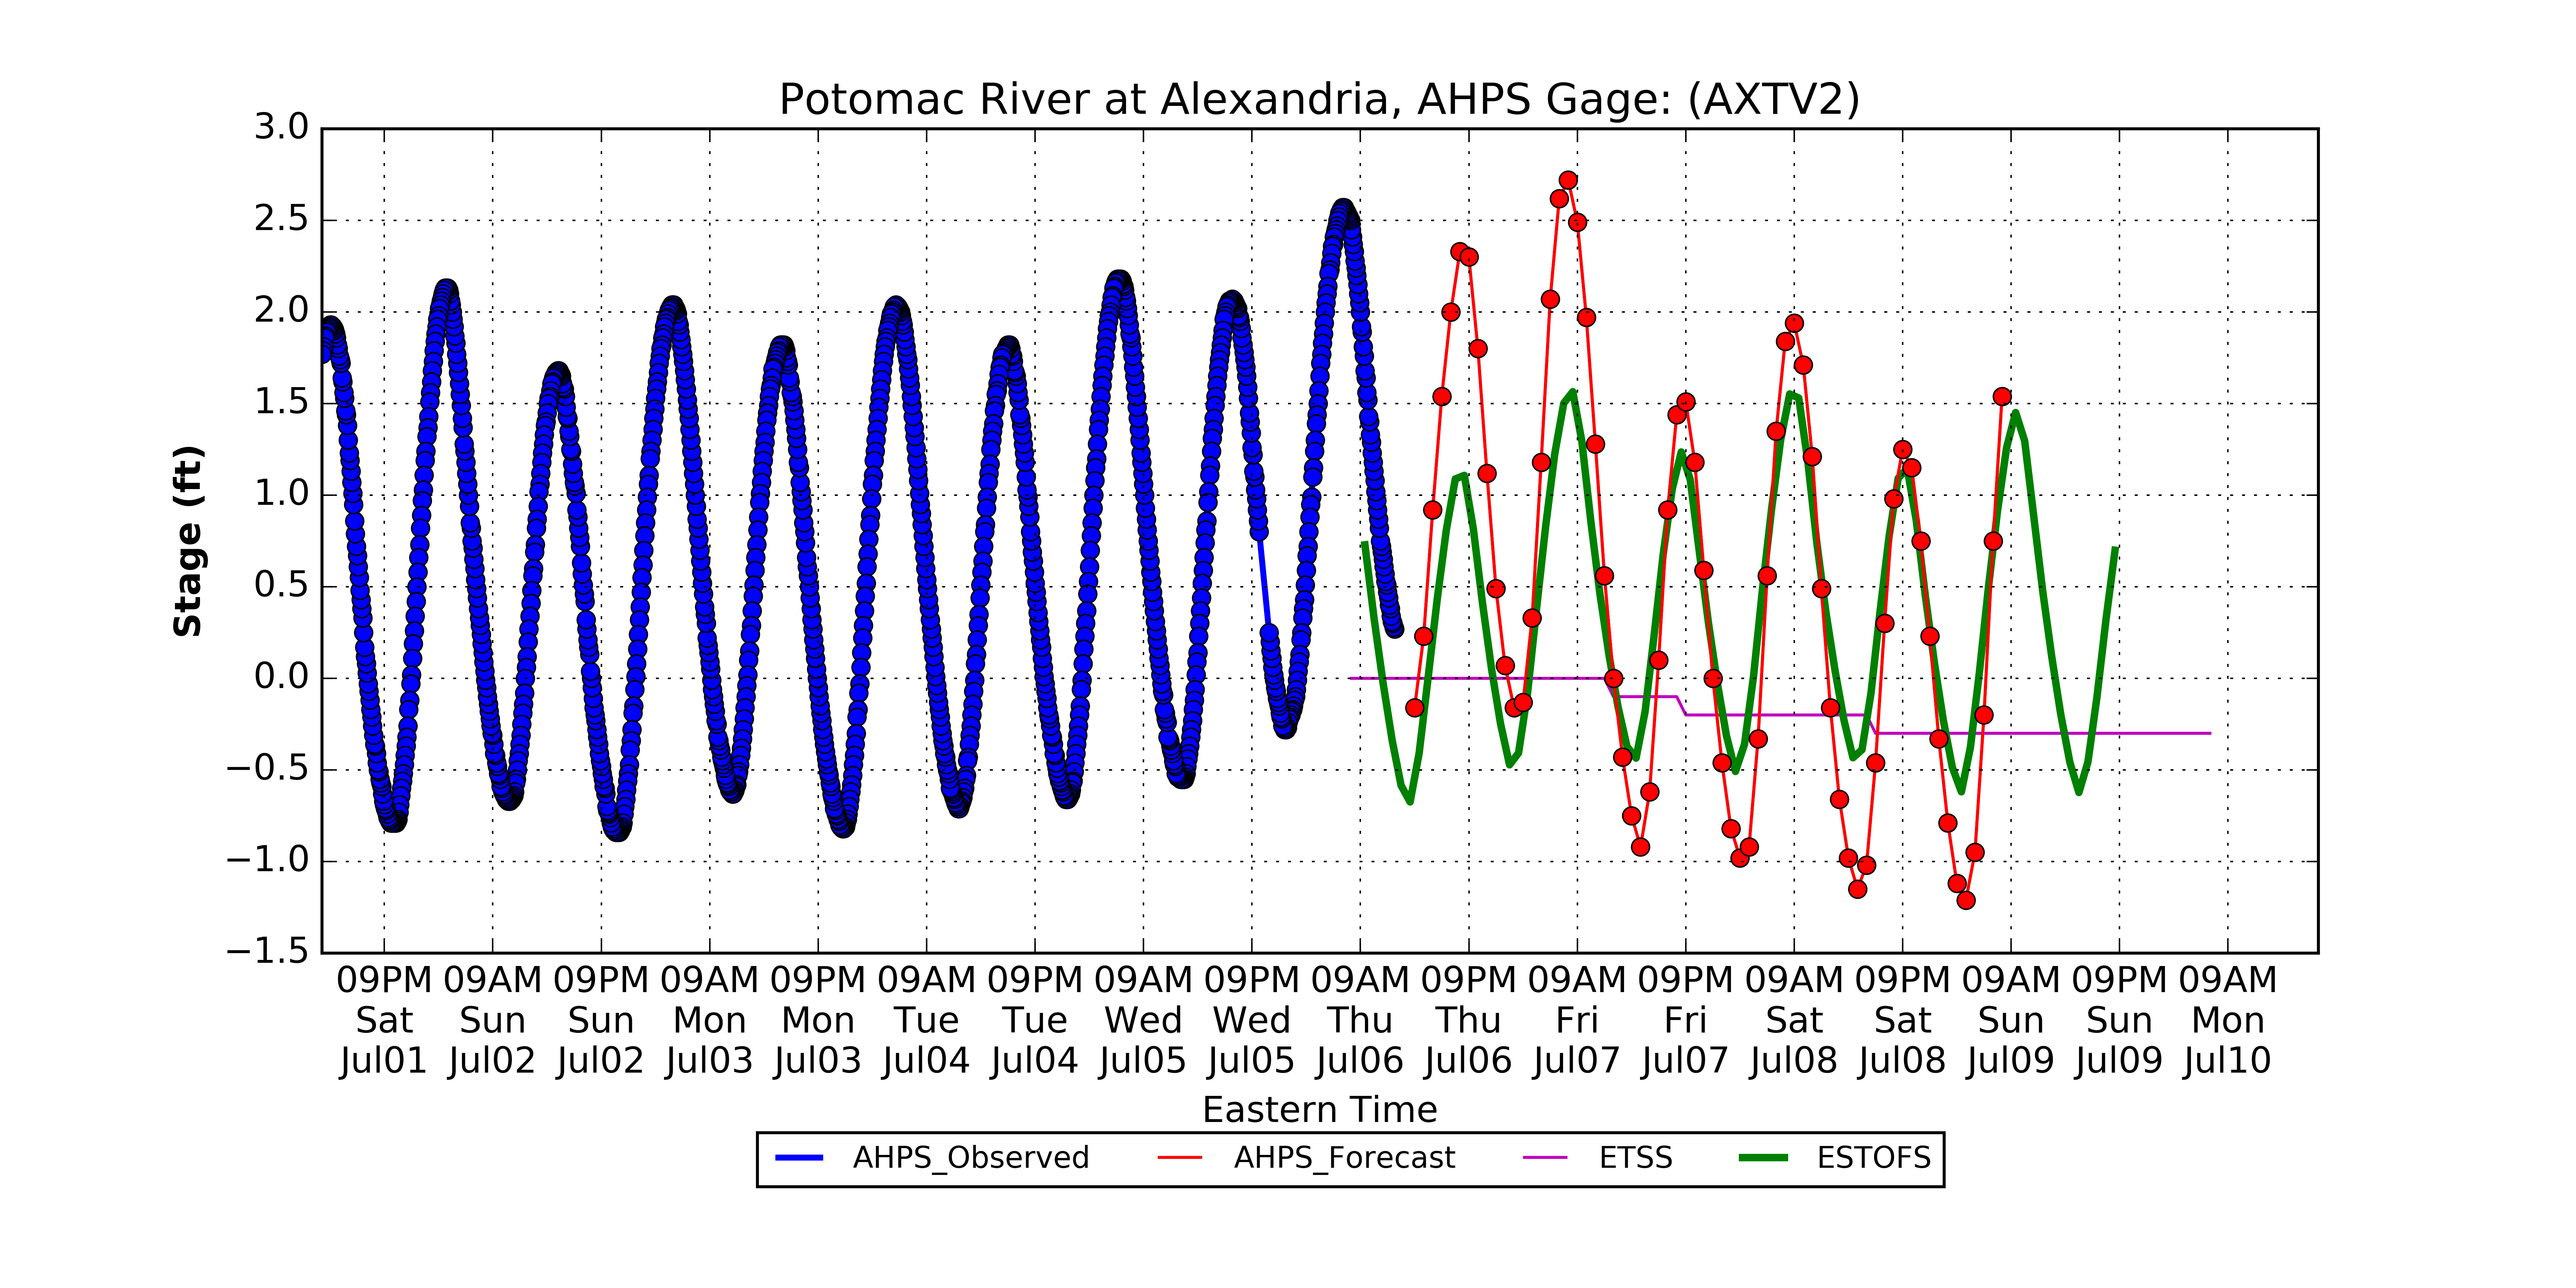 Potomac River at Alexandria, AHPS Gage: (AXTV2)
3.0
2.5
2.0
1.5
1.0
0.5
0.0
−0.5
−1.0
−1.5
Stage (ft)
09PM 09AM 09PM 09AM 09PM 09AM 09PM 09AM 09PM 09AM 09PM 09AM 09PM 09AM 09PM 09AM 09PM 09AM
Sat Sun Sun Mon Mon Tue Tue Wed Wed Thu Thu Fri Fri Sat Sat Sun Sun Mon
Jul01 Jul02 Jul02 Jul03 Jul03 Jul04 Jul04 Jul05 Jul05 Jul06 Jul06 Jul07 Jul07 Jul08 Jul08 Jul09 Jul09 Jul10
Eastern Time
AHPS_Observed AHPS_Forecast ETSS ESTOFS